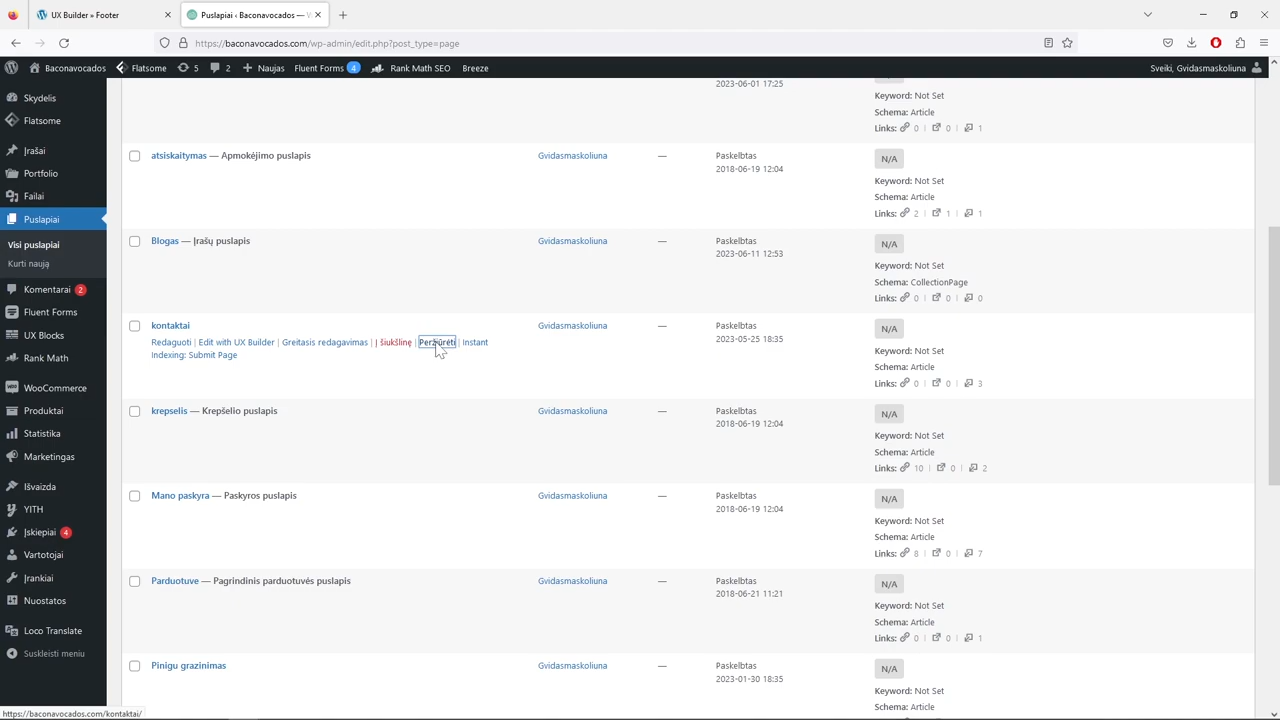 UX Builder » Footer
Puslapiai ‹ Baconavocados — W
https://baconavocados.com/wp-admin/edit.php?post_type=page
Baconavocados
Flatsome
5
2
Naujas
Fluent Forms 4
Rank Math SEO
Breeze
Sveiki, Gvidasmaskoliuna
Skydelis
Flatsome
Įrašai
Portfolio
Failai
Puslapiai
Visi puslapiai
Kurti naują
Komentarai 2
Fluent Forms
UX Blocks
Rank Math
WooCommerce
Produktai
Statistika
Marketingas
Išvaizda
YITH
Įskiepiai 4
Vartotojai
Įrankiai
Nuostatos
Loco Translate
Suskleisti meniu
2023-06-01 17:25
Keyword: Not Set
Schema: Article
Links: 0 | 0 | 1
atsiskaitymas — Apmokėjimo puslapis
Gvidasmaskoliuna
—
Paskelbtas
2018-06-19 12:04
N/A
Keyword: Not Set
Schema: Article
Links: 2 | 1 | 1
Blogas — Įrašų puslapis
Gvidasmaskoliuna
—
Paskelbtas
2023-06-11 12:53
N/A
Keyword: Not Set
Schema: CollectionPage
Links: 0 | 0 | 0
kontaktai
Redaguoti | Edit with UX Builder | Greitasis redagavimas | Į šiukšlinę | Peržiūrėti | Instant
Indexing: Submit Page
Gvidasmaskoliuna
—
Paskelbtas
2023-05-25 18:35
N/A
Keyword: Not Set
Schema: Article
Links: 0 | 0 | 3
krepselis — Krepšelio puslapis
Gvidasmaskoliuna
—
Paskelbtas
2018-06-19 12:04
N/A
Keyword: Not Set
Schema: Article
Links: 10 | 0 | 2
Mano paskyra — Paskyros puslapis
Gvidasmaskoliuna
—
Paskelbtas
2018-06-19 12:04
N/A
Keyword: Not Set
Schema: Article
Links: 8 | 0 | 7
Parduotuve — Pagrindinis parduotuvės puslapis
Gvidasmaskoliuna
—
Paskelbtas
2018-06-21 11:21
N/A
Keyword: Not Set
Schema: Article
Links: 0 | 0 | 1
Pinigu grazinimas
Gvidasmaskoliuna
—
Paskelbtas
2023-01-30 18:35
N/A
Keyword: Not Set
Schema: Article
https://baconavocados.com/kontaktai/